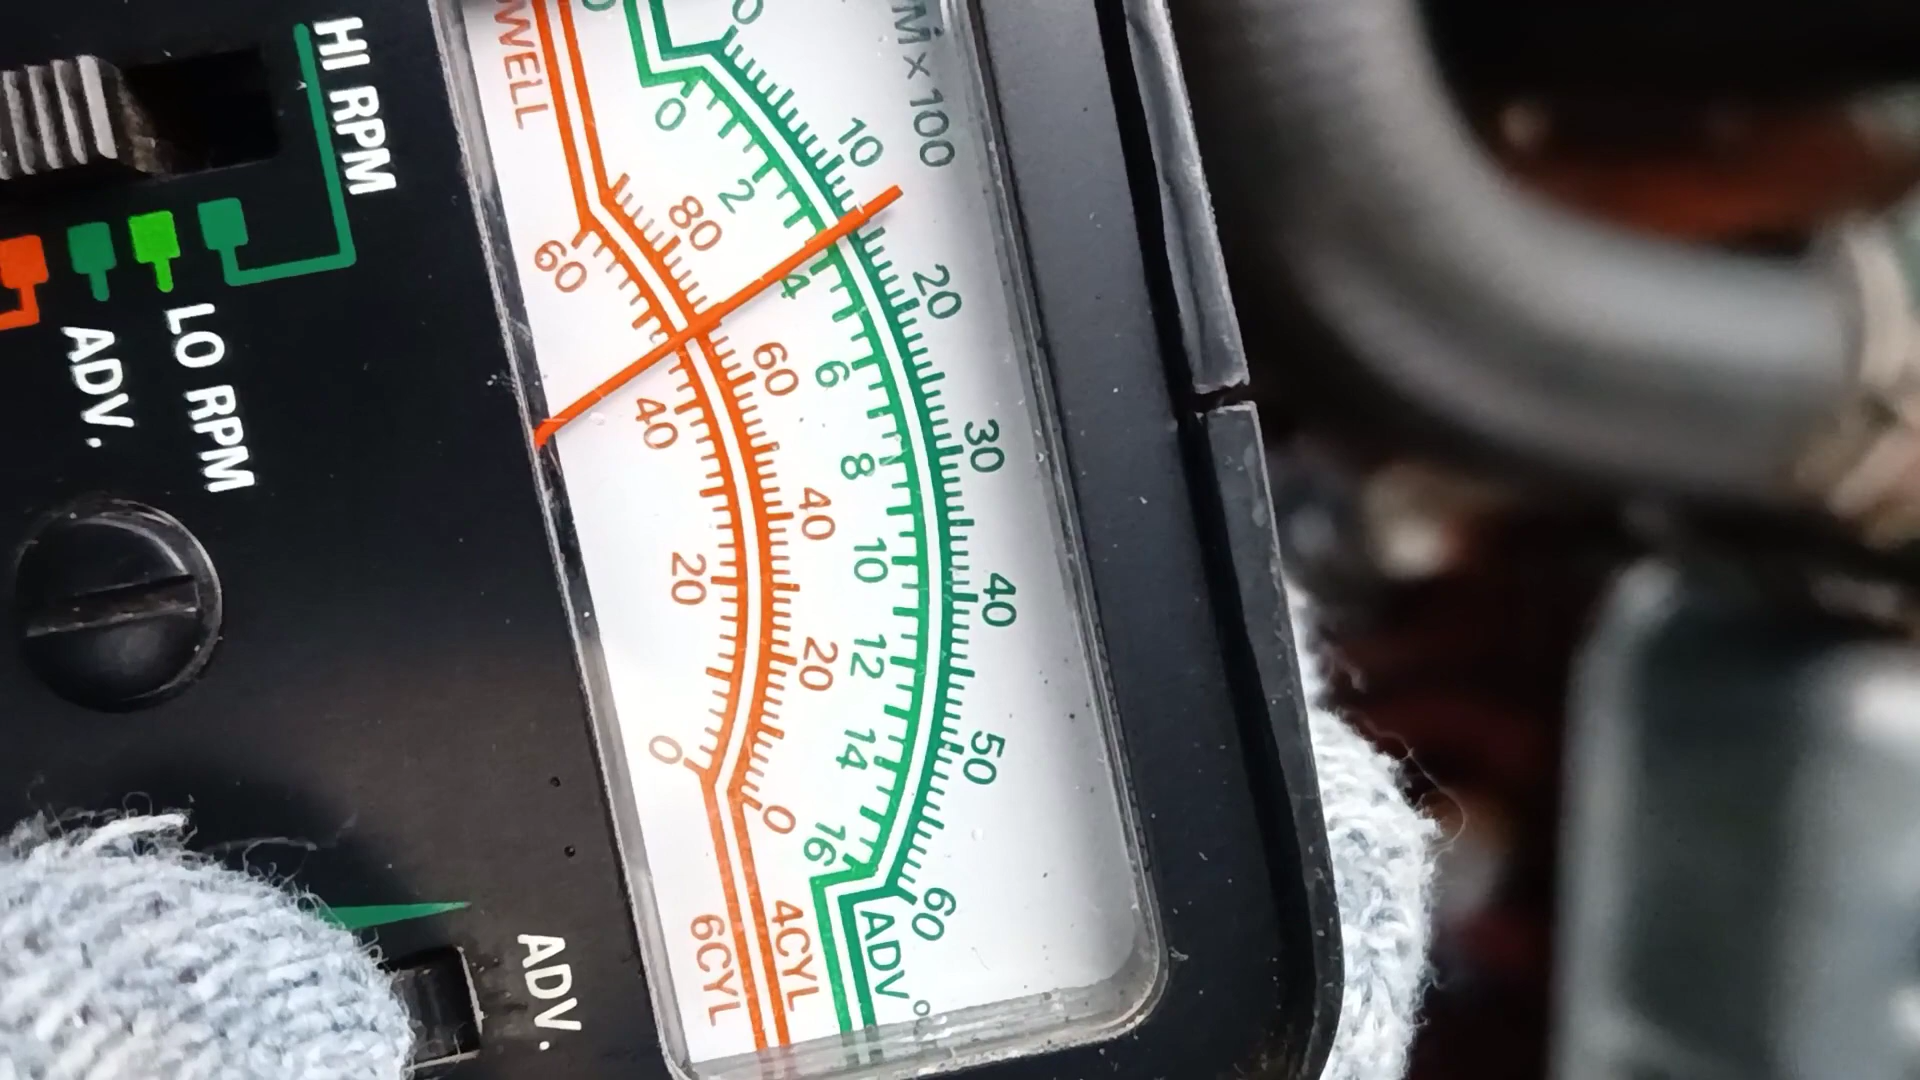 HI RPM
LO RPM
ADV.
ADV.
M x 100
0 10 20 30 40 50 60
0 2 4 6 8 10 12 14 16
ADV °
80 60 40 20 0
4CYL
60 40 20 0
6CYL
DWELL